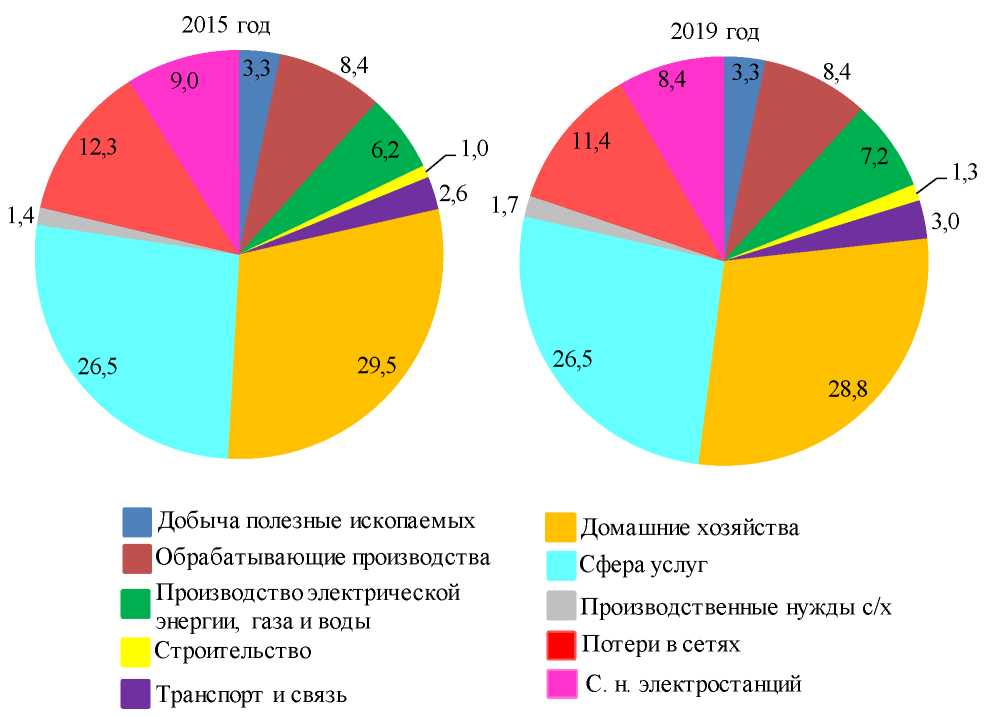 2015 год
3,3
8,4
6,2
1,0
2,6
29,5
26,5
1,4
12,3
9,0
2019 год
3,3
8,4
7,2
1,3
3,0
28,8
26,5
1,7
11,4
8,4
Добыча полезные ископаемых
Обрабатывающие производства
Производство электрической
энергии, газа и воды
Строительство
Транспорт и связь
Домашние хозяйства
Сфера услуг
Производственные нужды с/х
Потери в сетях
С. н. электростанций